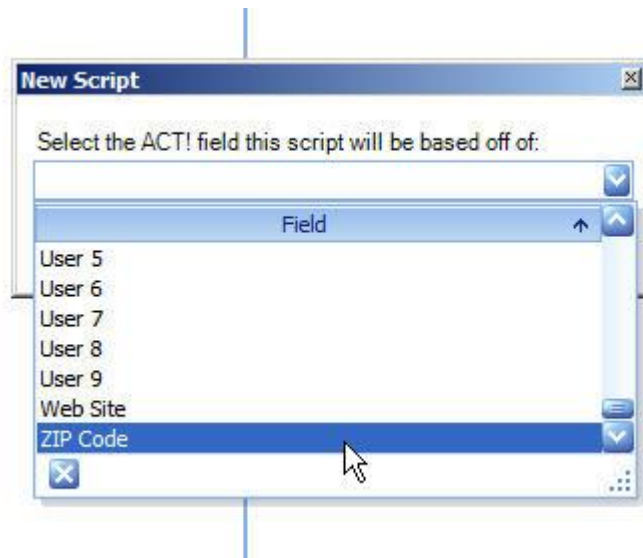 New Script
Select the ACT! field this script will be based off of:
Field
User 5
User 6
User 7
User 8
User 9
Web Site
ZIP Code